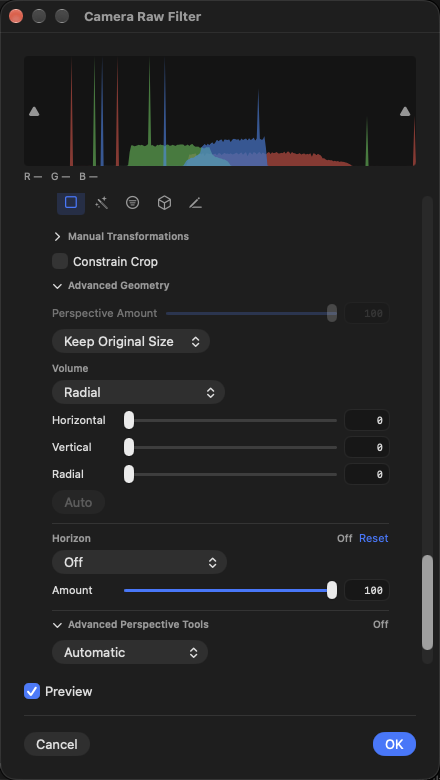 Camera Raw Filter
R — G — B —
Manual Transformations
Constrain Crop
Advanced Geometry
Perspective Amount 100
Keep Original Size
Volume
Radial
Horizontal 0
Vertical 0
Radial 0
Auto
Horizon Off Reset
Off
Amount 100
Advanced Perspective Tools Off
Automatic
Preview
Cancel OK